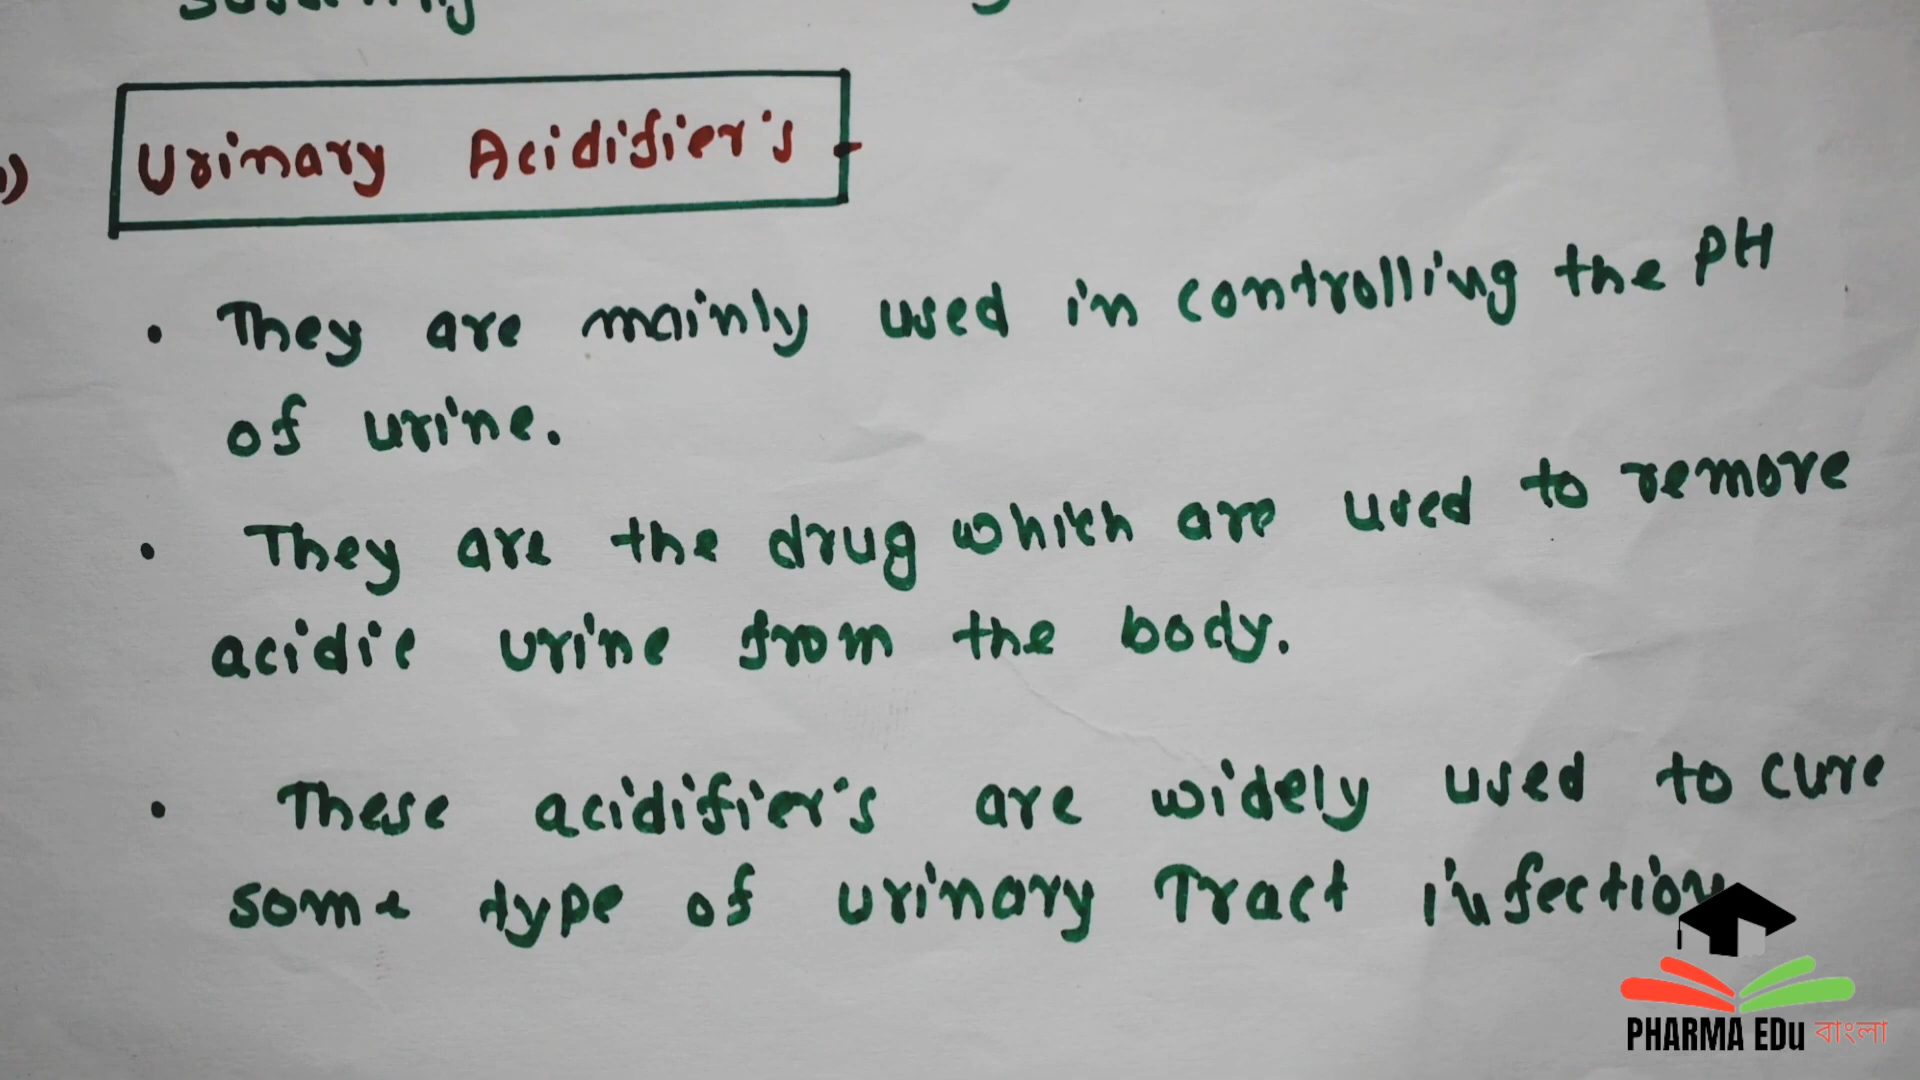 Urinary Acidifier's -
• They are mainly used in controlling the PH
of urine.
• They are the drug which are used to remove
acidic urine from the body.
• These acidifier's are widely used to cure
some type of urinary Tract infection
PHARMA EDu বাংলা